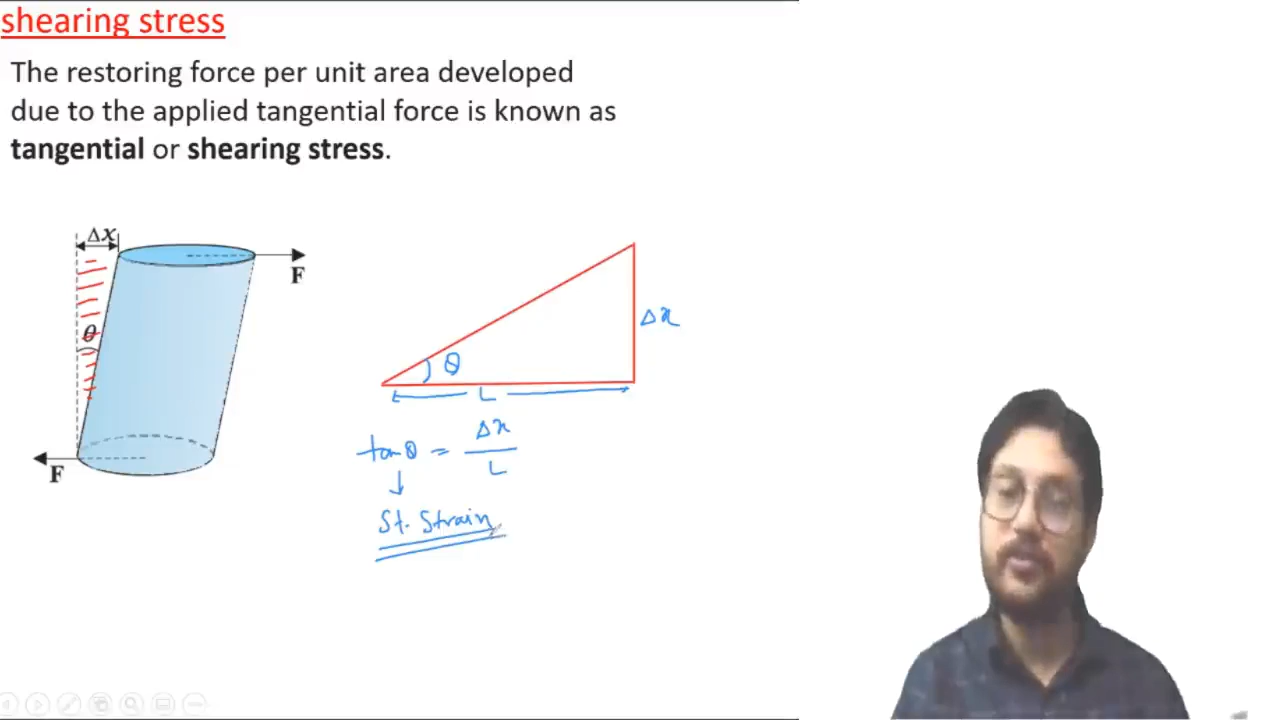 shearing stress
The restoring force per unit area developed
due to the applied tangential force is known as
tangential or shearing stress.
Δx
F
θ
F
Δx
θ
L
tanθ = Δx / L
↓
St. Strain